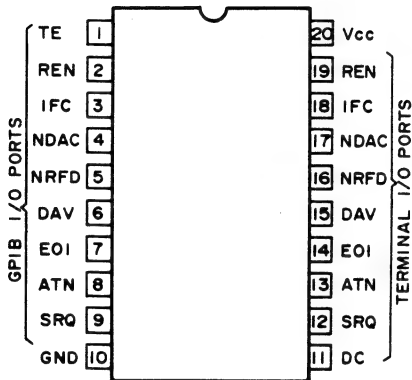 TE 1 20 Vcc
REN 2 19 REN
IFC 3 18 IFC
NDAC 4 17 NDAC
NRFD 5 16 NRFD
DAV 6 15 DAV
EOI 7 14 EOI
ATN 8 13 ATN
SRQ 9 12 SRQ
GND 10 11 DC
GPIB I/O PORTS
TERMINAL I/O PORTS